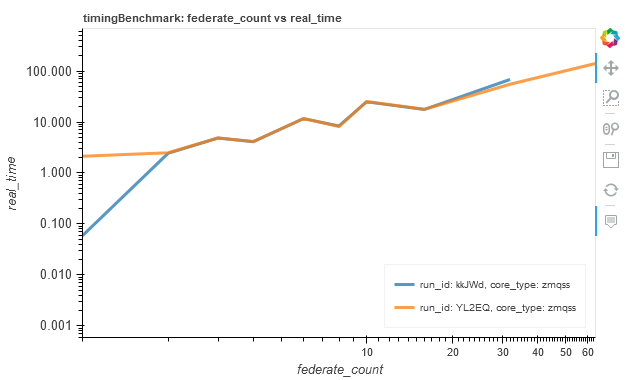 timingBenchmark: federate_count vs real_time
100.000
10.000
1.000
0.100
0.010
0.001
real_time
run_id: kkJWd, core_type: zmqss
run_id: YL2EQ, core_type: zmqss
10 20 30 40 50 60
federate_count